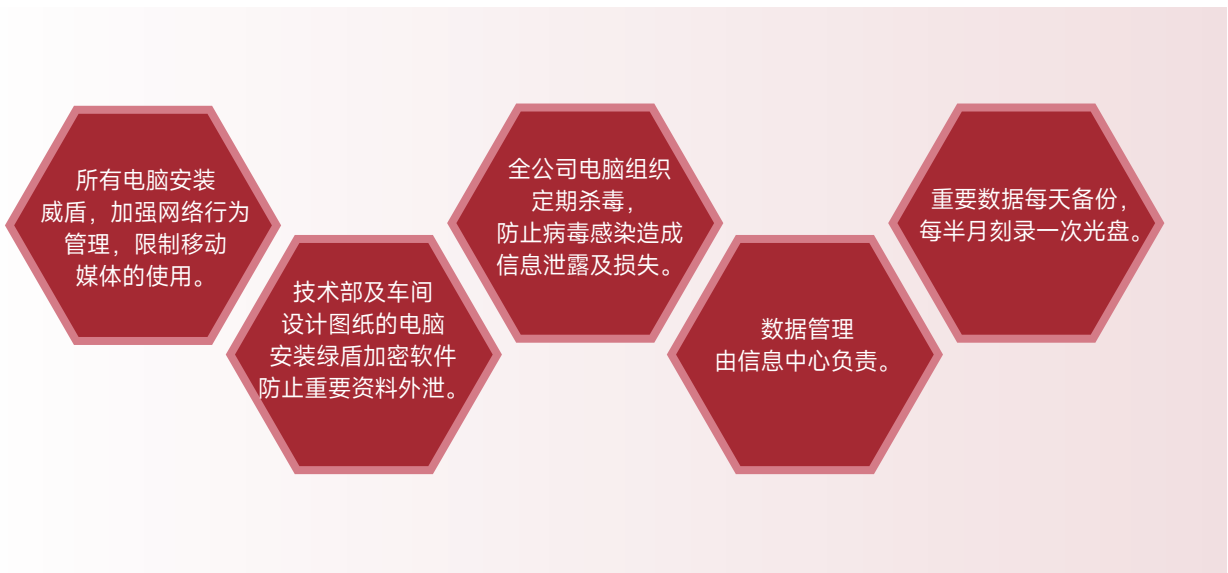 所有电脑安装
威盾，加强网络行为
管理，限制移动
媒体的使用。
技术部及车间
设计图纸的电脑
安装绿盾加密软件
防止重要资料外泄。
全公司电脑组织
定期杀毒，
防止病毒感染造成
信息泄露及损失。
数据管理
由信息中心负责。
重要数据每天备份，
每半月刻录一次光盘。